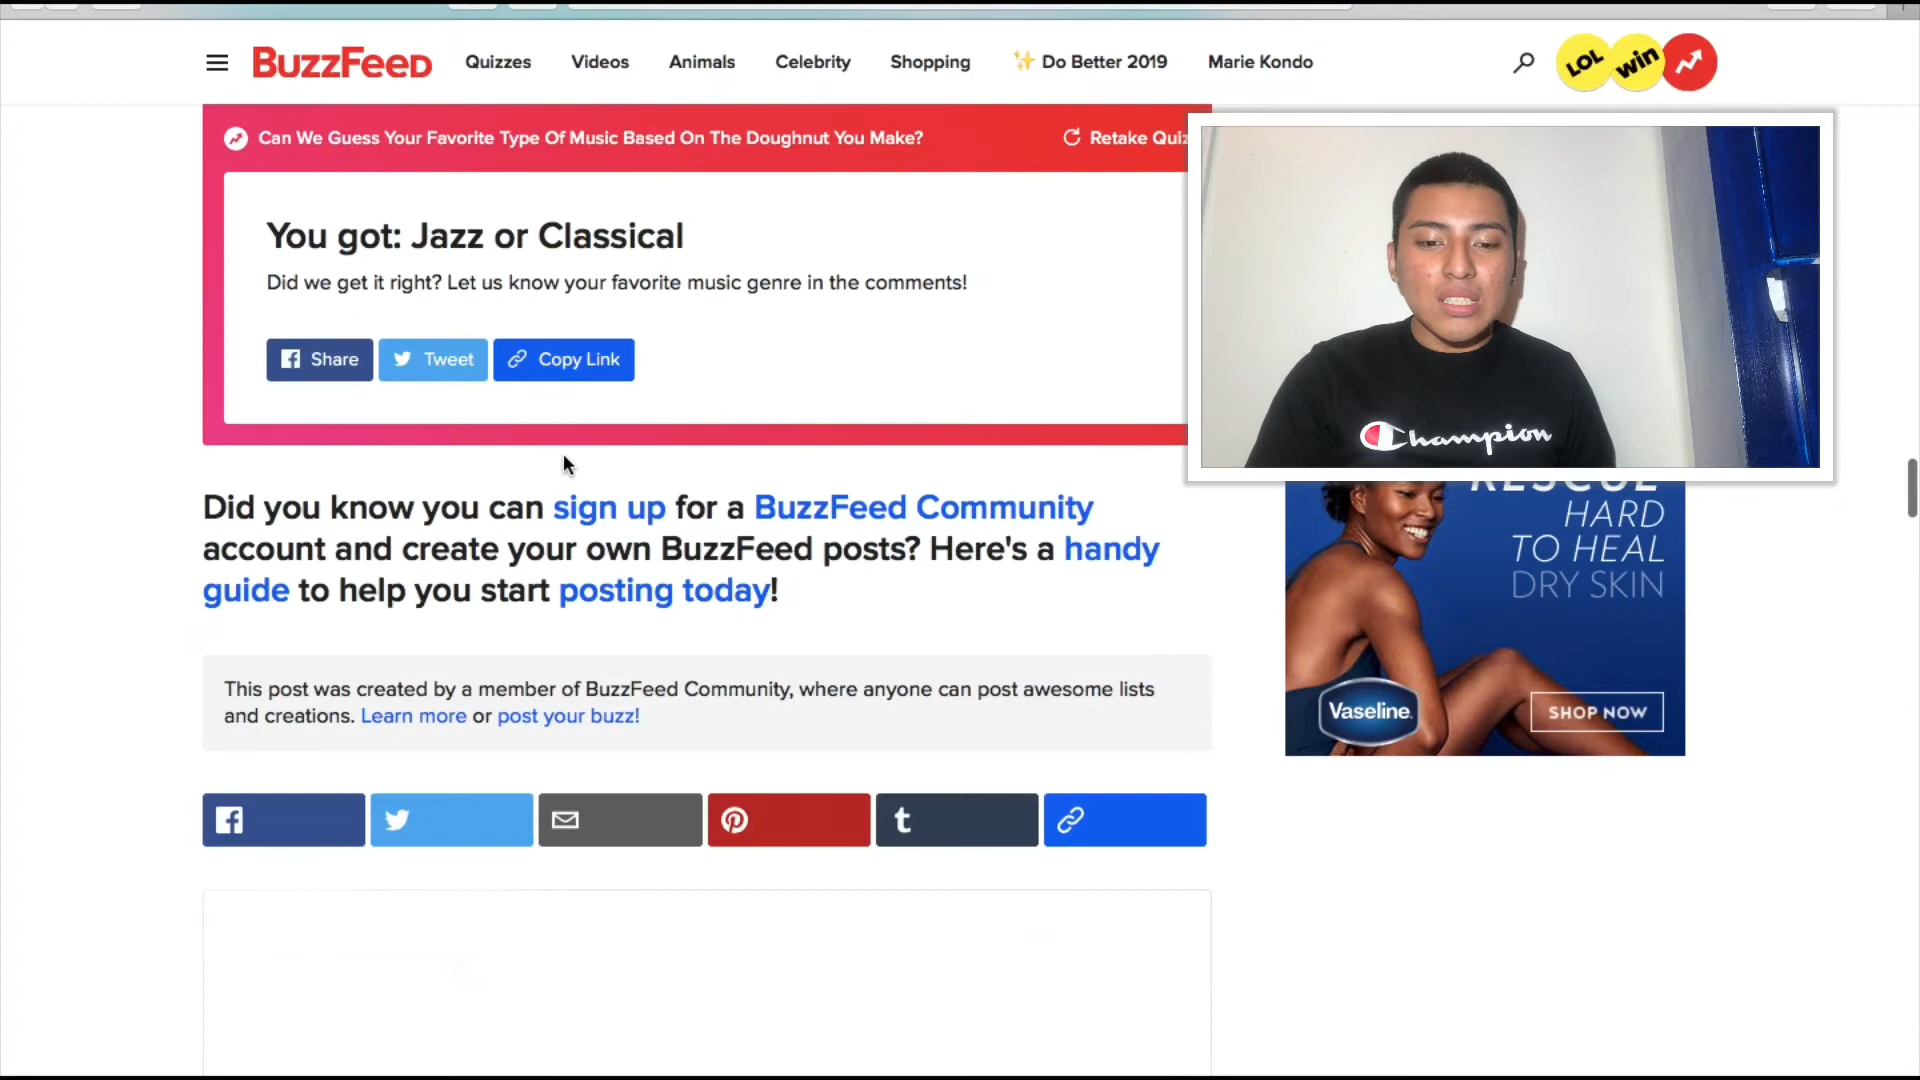 BuzzFeed Quizzes Videos Animals Celebrity Shopping ✨ Do Better 2019 Marie Kondo LOL win
Can We Guess Your Favorite Type Of Music Based On The Doughnut You Make? Retake Quiz
You got: Jazz or Classical
Did we get it right? Let us know your favorite music genre in the comments!
Share Tweet Copy Link
Champion
Did you know you can sign up for a BuzzFeed Community
account and create your own BuzzFeed posts? Here's a handy
guide to help you start posting today!
RESCUE
HARD
TO HEAL
DRY SKIN
Vaseline.
SHOP NOW
This post was created by a member of BuzzFeed Community, where anyone can post awesome lists
and creations. Learn more or post your buzz!